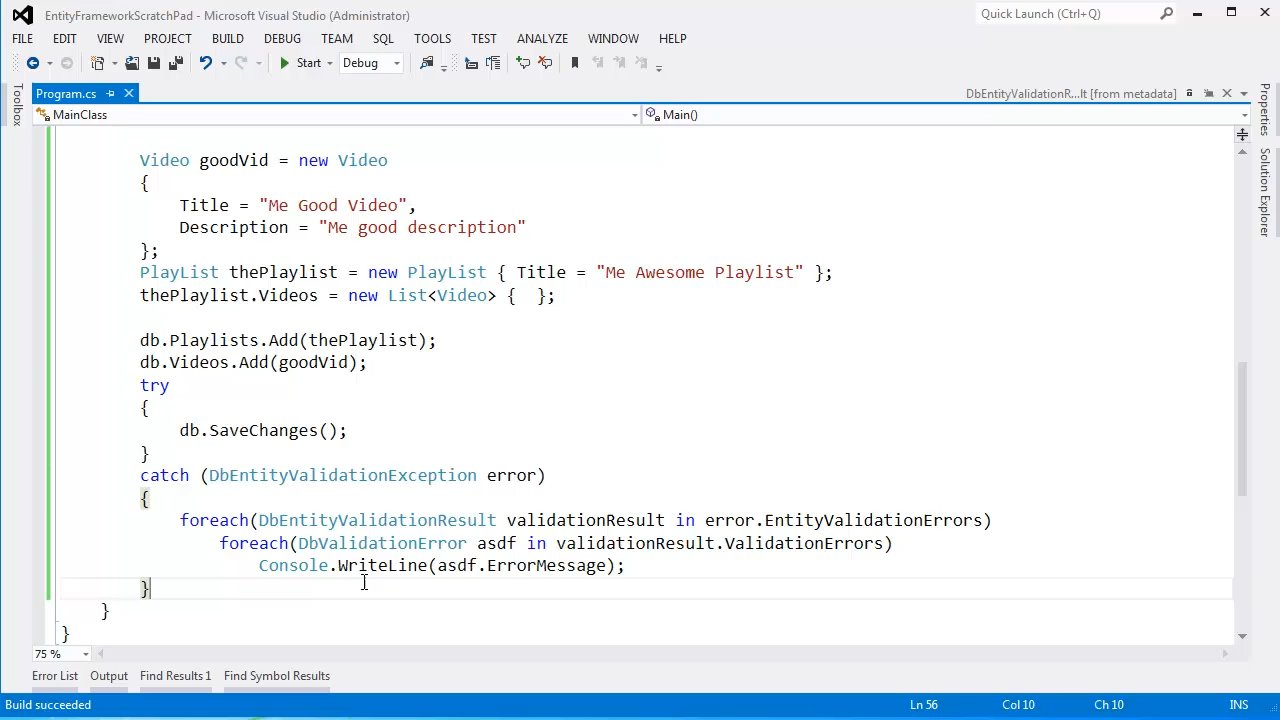 EntityFrameworkScratchPad - Microsoft Visual Studio (Administrator)
Quick Launch (Ctrl+Q)
FILE EDIT VIEW PROJECT BUILD DEBUG TEAM SQL TOOLS TEST ANALYZE WINDOW HELP
Start Debug
Toolbox
Program.cs
DbEntityValidationR...lt [from metadata]
MainClass
Main()
Properties
Solution Explorer
Video goodVid = new Video
{
Title = "Me Good Video",
Description = "Me good description"
};
PlayList thePlaylist = new PlayList { Title = "Me Awesome Playlist" };
thePlaylist.Videos = new List<Video> {  };
db.Playlists.Add(thePlaylist);
db.Videos.Add(goodVid);
try
{
db.SaveChanges();
}
catch (DbEntityValidationException error)
{
foreach(DbEntityValidationResult validationResult in error.EntityValidationErrors)
foreach(DbValidationError asdf in validationResult.ValidationErrors)
Console.WriteLine(asdf.ErrorMessage);
}
}
}
75 %
Error List Output Find Results 1 Find Symbol Results
Build succeeded
Ln 56 Col 10 Ch 10 INS